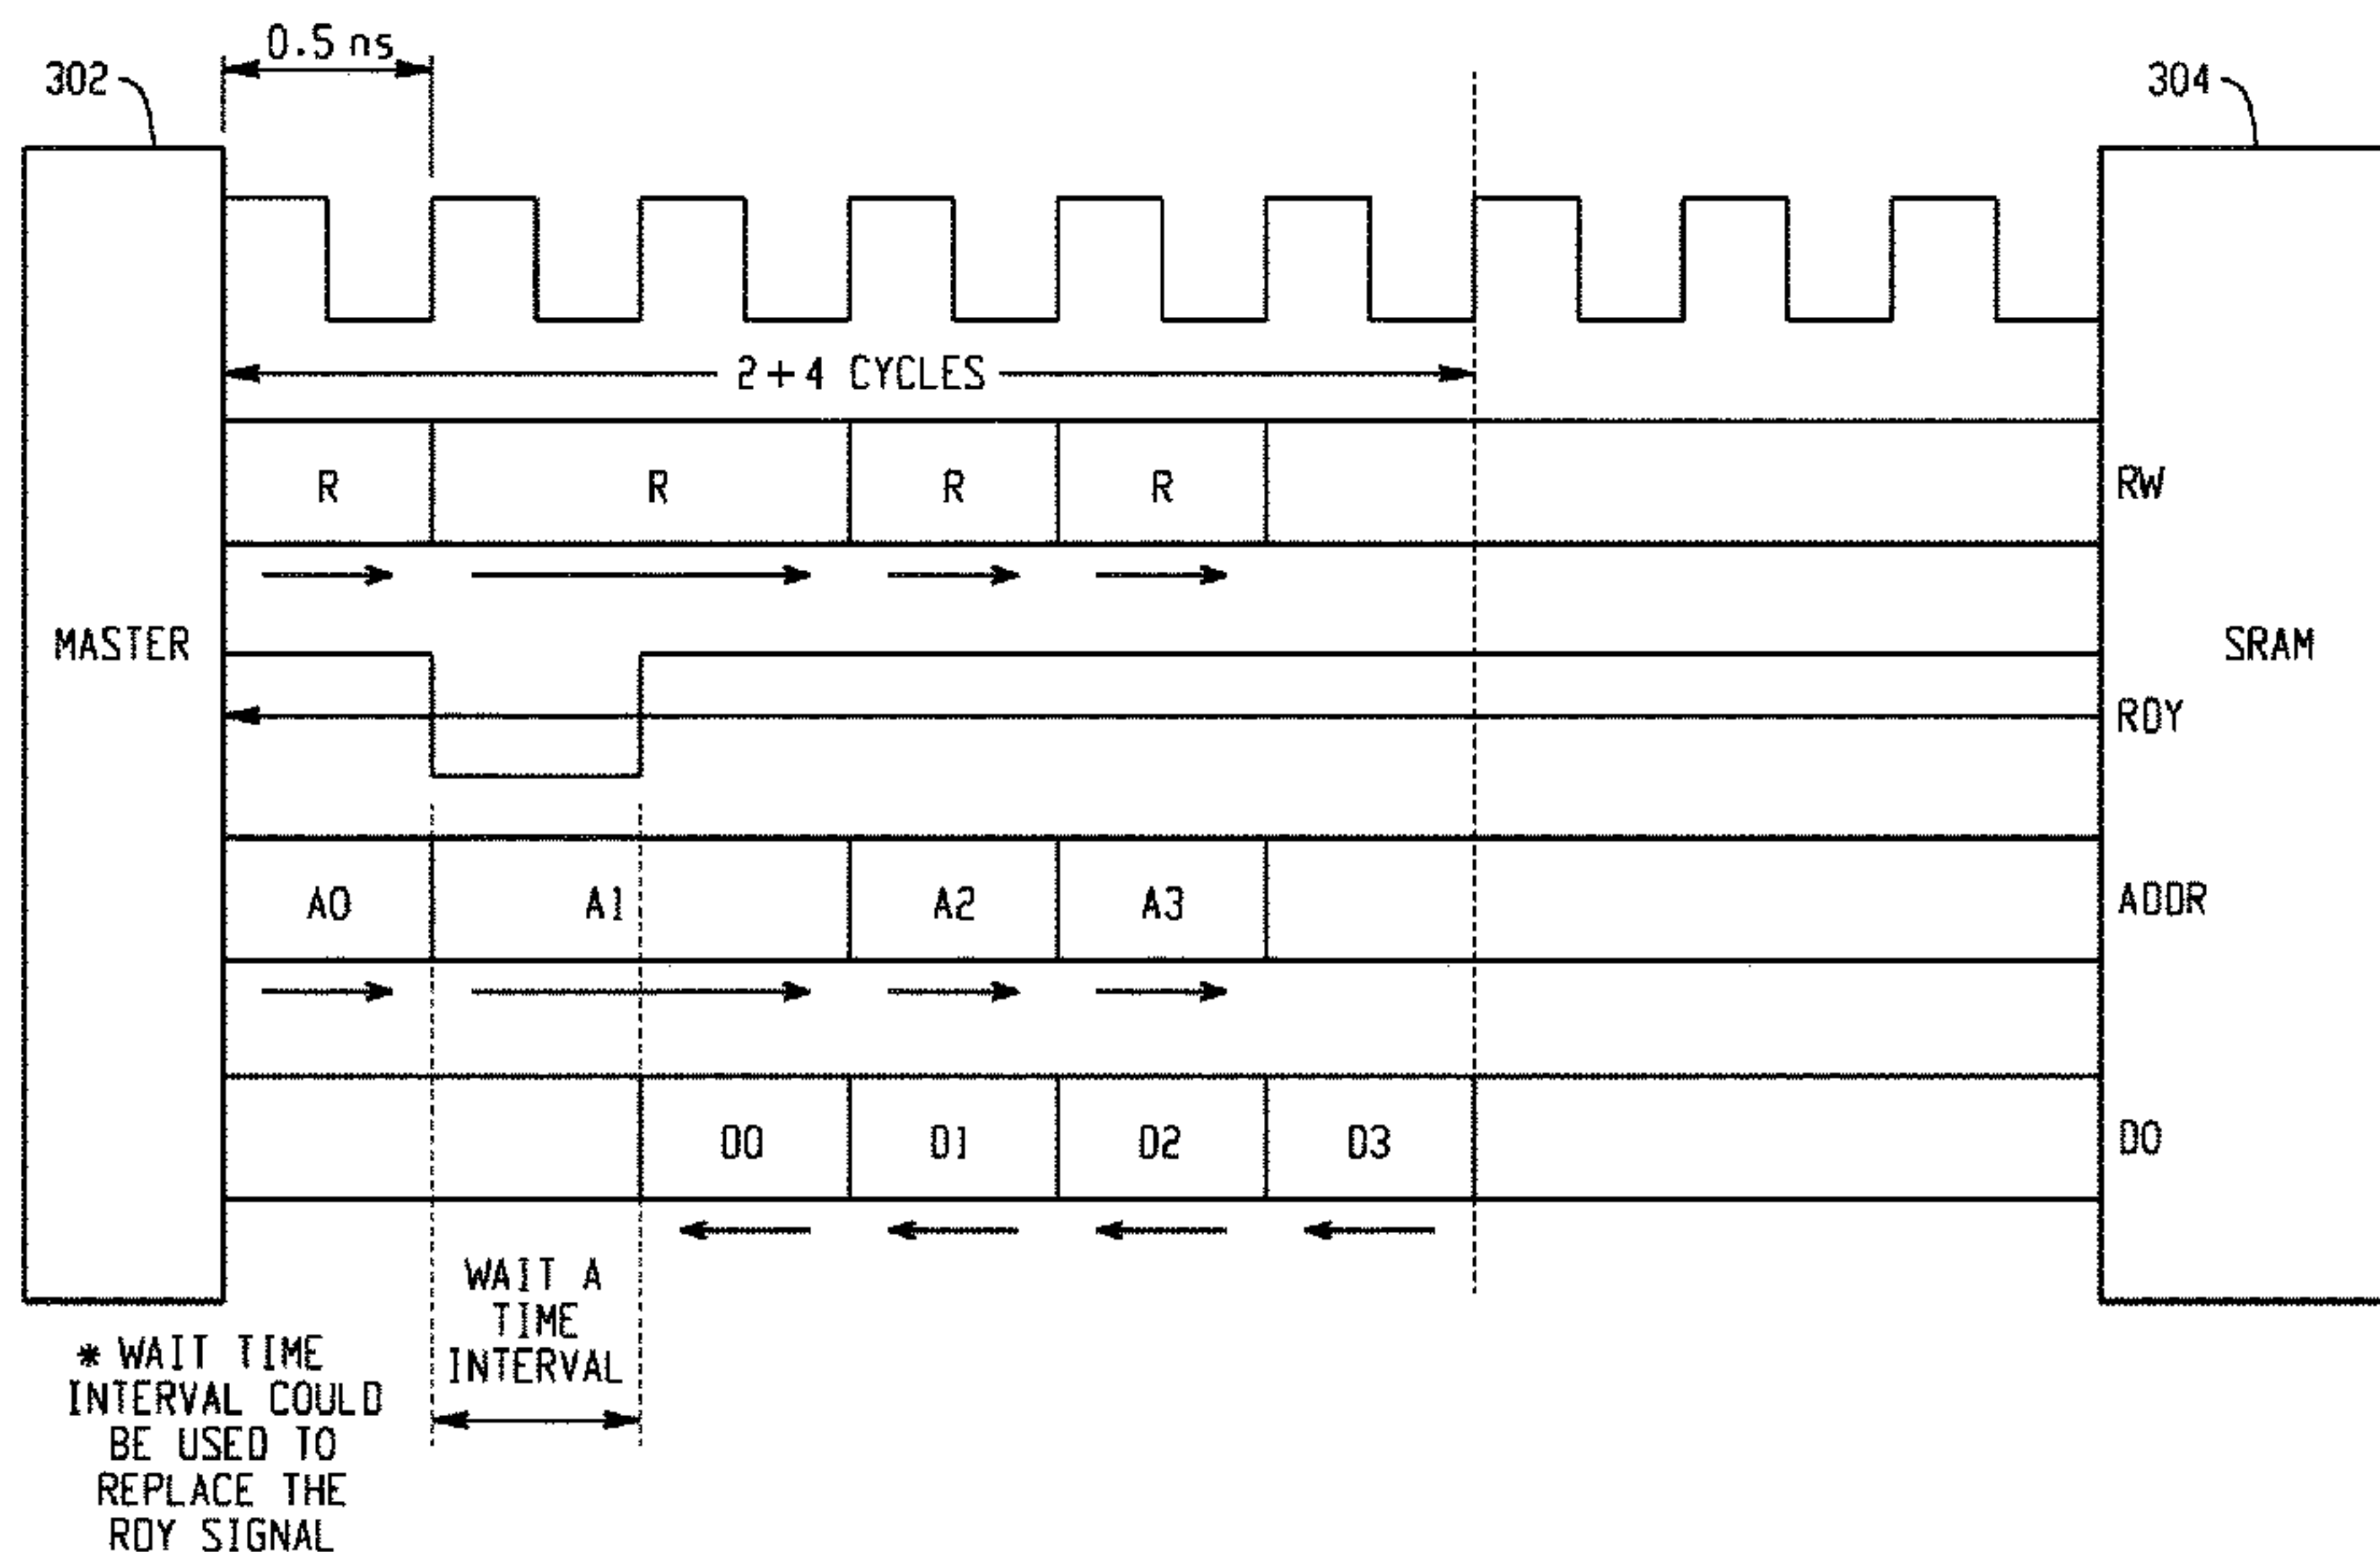 0.5 ns
302
304
2+4 CYCLES
R R R R RW
MASTER SRAM
RDY
A0 A1 A2 A3 ADDR
D0 D1 D2 D3 DO
WAIT A
TIME
INTERVAL
* WAIT TIME
INTERVAL COULD
BE USED TO
REPLACE THE
RDY SIGNAL